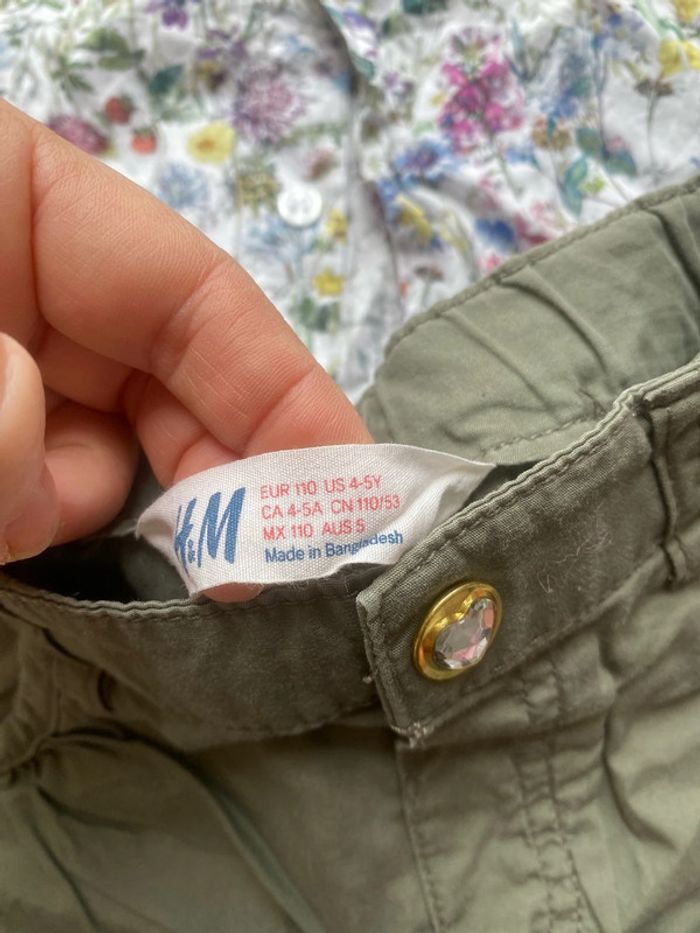 H&M
EUR 110 US 4-5Y
CA 4-5A CN 110/53
MX 110 AUS 5
Made in Bangladesh